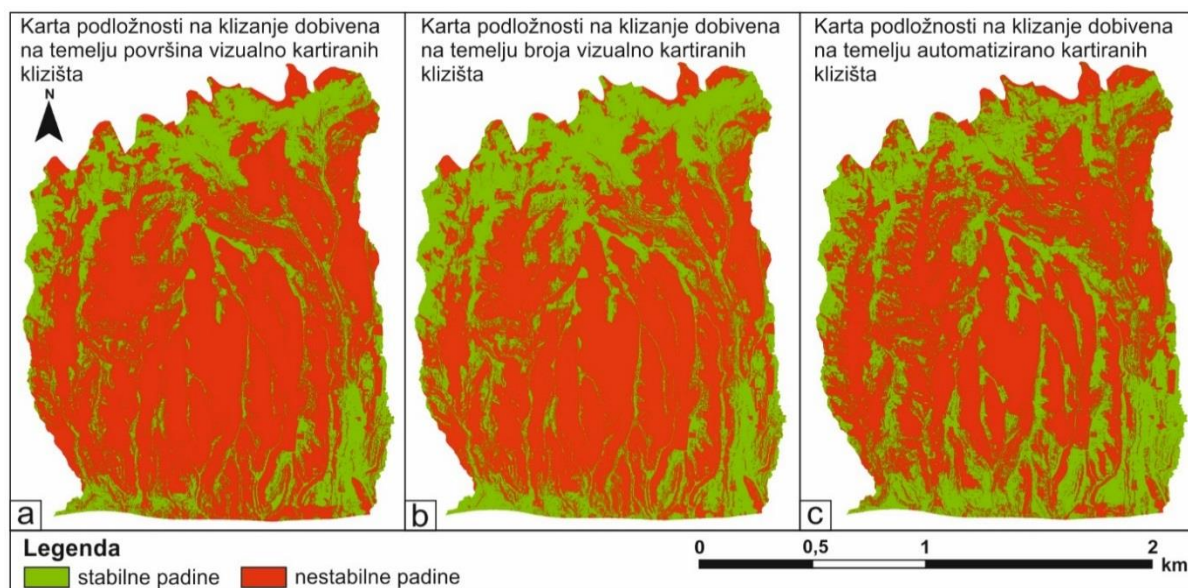 Karta podložnosti na klizanje dobivena
na temelju površina vizualno kartiranih
klizišta
N
a
Karta podložnosti na klizanje dobivena
na temelju broja vizualno kartiranih
klizišta
b
Karta podložnosti na klizanje dobivena
na temelju automatizirano kartiranih
klizišta
c
Legenda
stabilne padine
nestabilne padine
0 0,5 1 2
km